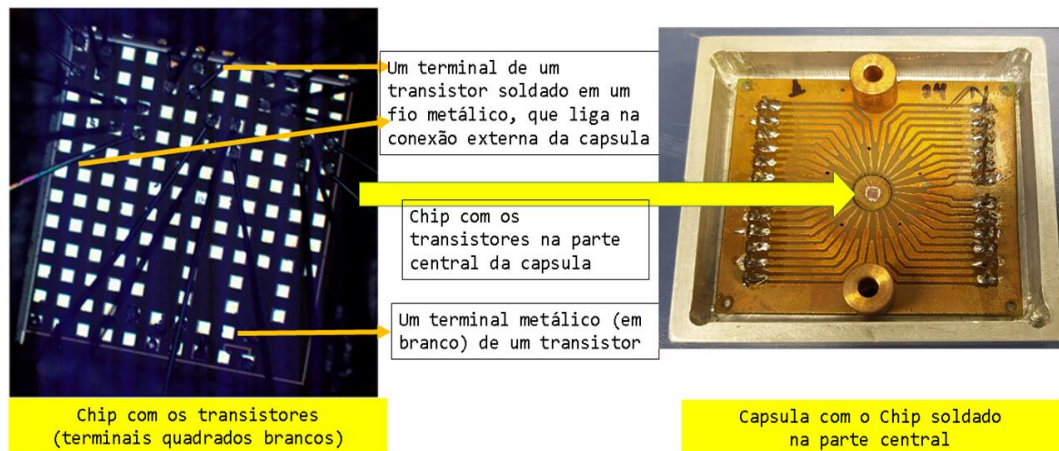 Um terminal de um
transistor soldado em um
fio metálico, que liga na
conexão externa da capsula
Chip com os
transistores na parte
central da capsula
Um terminal metálico (em
branco) de um transistor
Chip com os transistores
(terminais quadrados brancos)
Capsula com o Chip soldado
na parte central